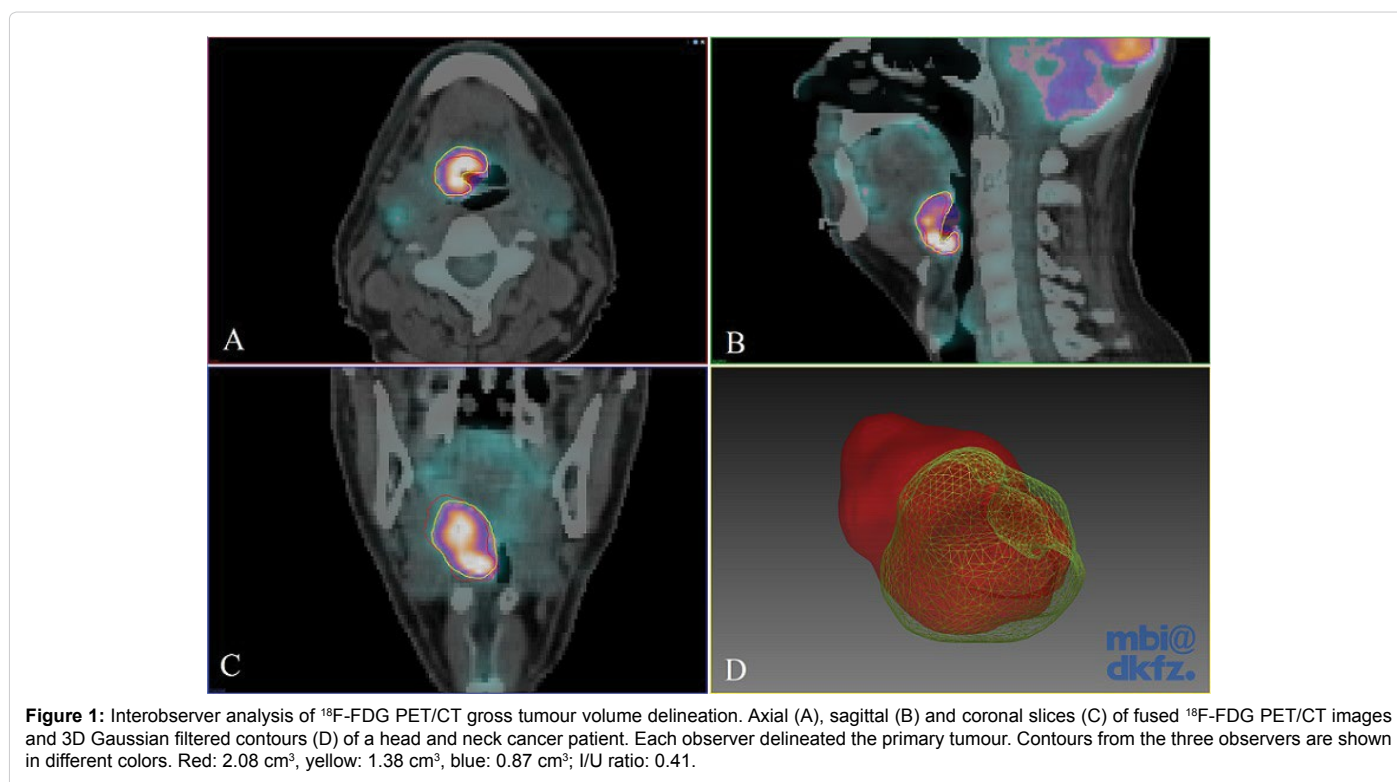 A
B
C
D
mbi@
dkfz.
Figure 1: Interobserver analysis of ¹⁸F-FDG PET/CT gross tumour volume delineation. Axial (A), sagittal (B) and coronal slices (C) of fused ¹⁸F-FDG PET/CT images
and 3D Gaussian filtered contours (D) of a head and neck cancer patient. Each observer delineated the primary tumour. Contours from the three observers are shown
in different colors. Red: 2.08 cm³, yellow: 1.38 cm³, blue: 0.87 cm³; I/U ratio: 0.41.